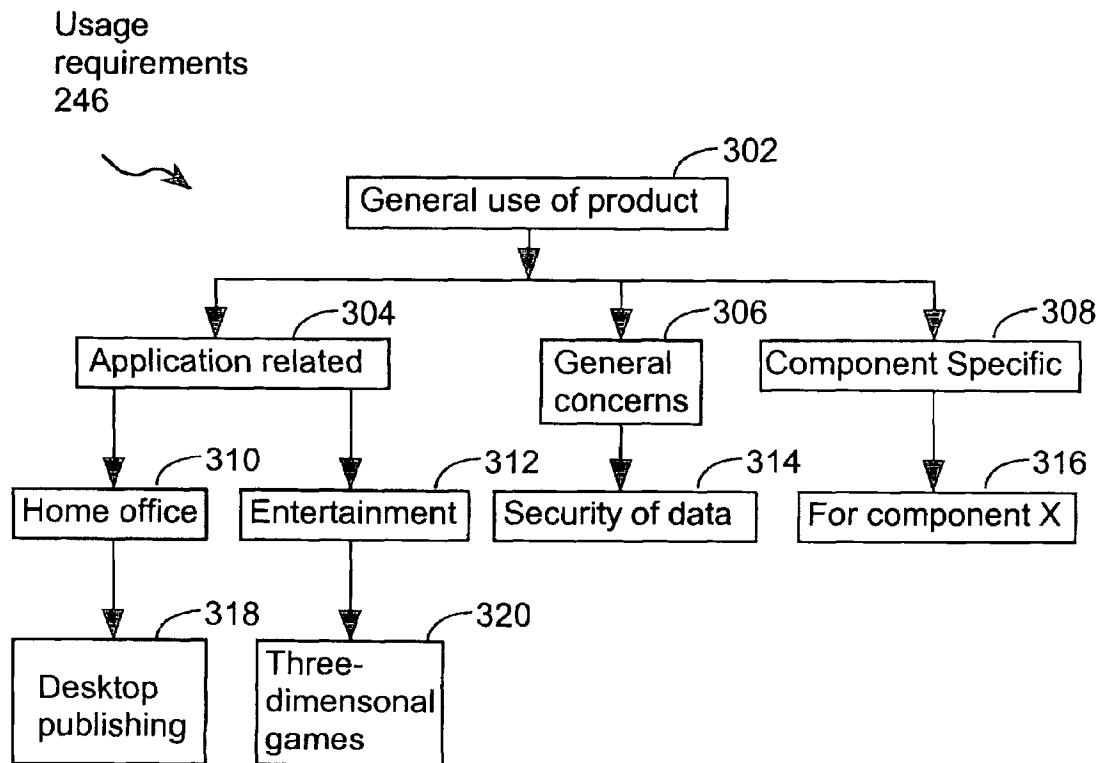 Usage
requirements
246
302
General use of product
304
306
308
Application related
General
concerns
Component Specific
310
312
314
316
Home office
Entertainment
Security of data
For component X
318
320
Desktop
publishing
Three-
dimensonal
games